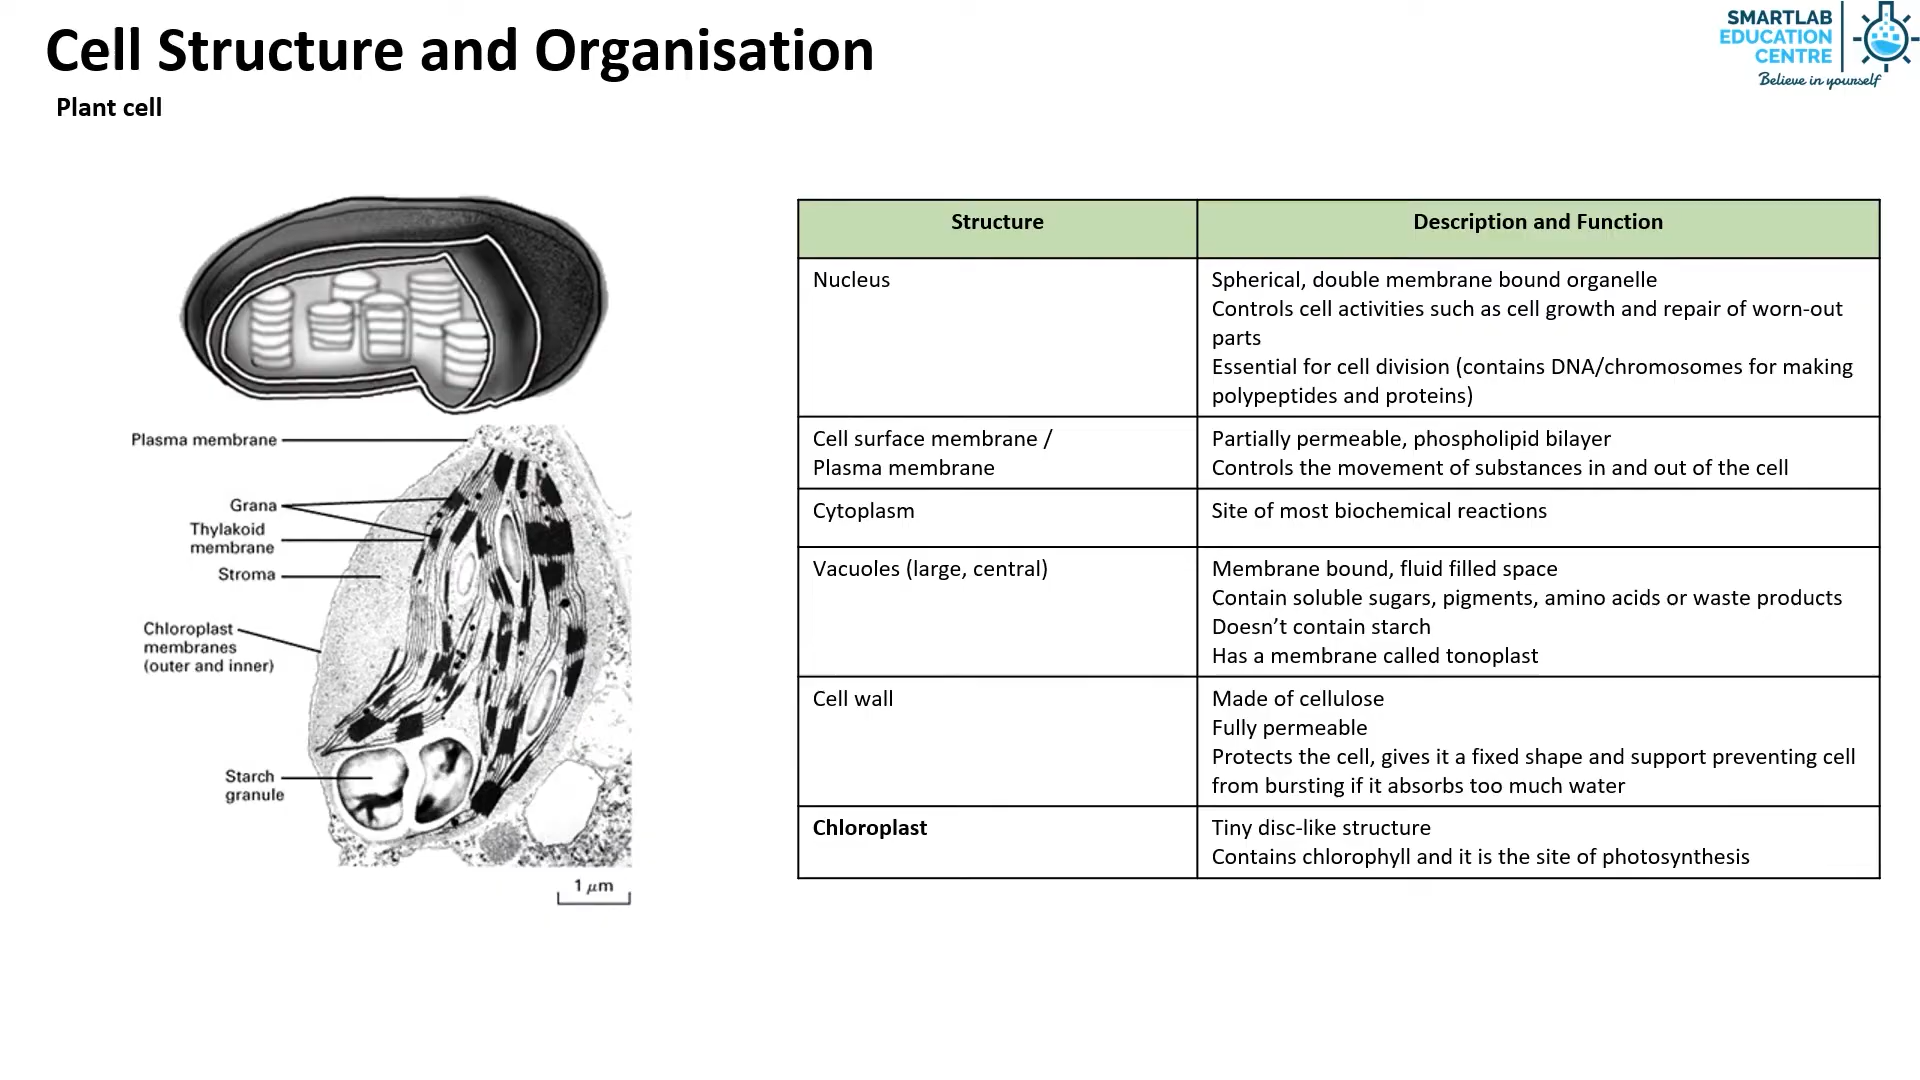 Cell Structure and Organisation
Plant cell
SMARTLAB
EDUCATION
CENTRE
Believe in yourself
Plasma membrane
Grana
Thylakoid
membrane
Stroma
Chloroplast
membranes
(outer and inner)
Starch
granule
1 μm
Structure
Description and Function
Nucleus
Spherical, double membrane bound organelle
Controls cell activities such as cell growth and repair of worn-out
parts
Essential for cell division (contains DNA/chromosomes for making
polypeptides and proteins)
Cell surface membrane /
Plasma membrane
Partially permeable, phospholipid bilayer
Controls the movement of substances in and out of the cell
Cytoplasm
Site of most biochemical reactions
Vacuoles (large, central)
Membrane bound, fluid filled space
Contain soluble sugars, pigments, amino acids or waste products
Doesn’t contain starch
Has a membrane called tonoplast
Cell wall
Made of cellulose
Fully permeable
Protects the cell, gives it a fixed shape and support preventing cell
from bursting if it absorbs too much water
Chloroplast
Tiny disc-like structure
Contains chlorophyll and it is the site of photosynthesis